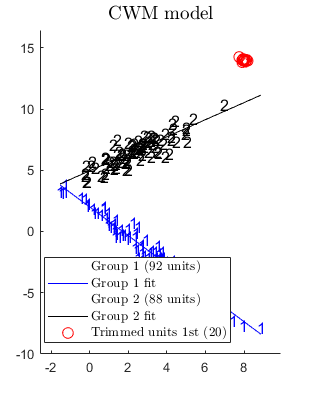 CWM model
15
10
5
0
-5
-10
-2 0 2 4 6 8
Group 1 (92 units)
Group 1 fit
Group 2 (88 units)
Group 2 fit
Trimmed units 1st (20)